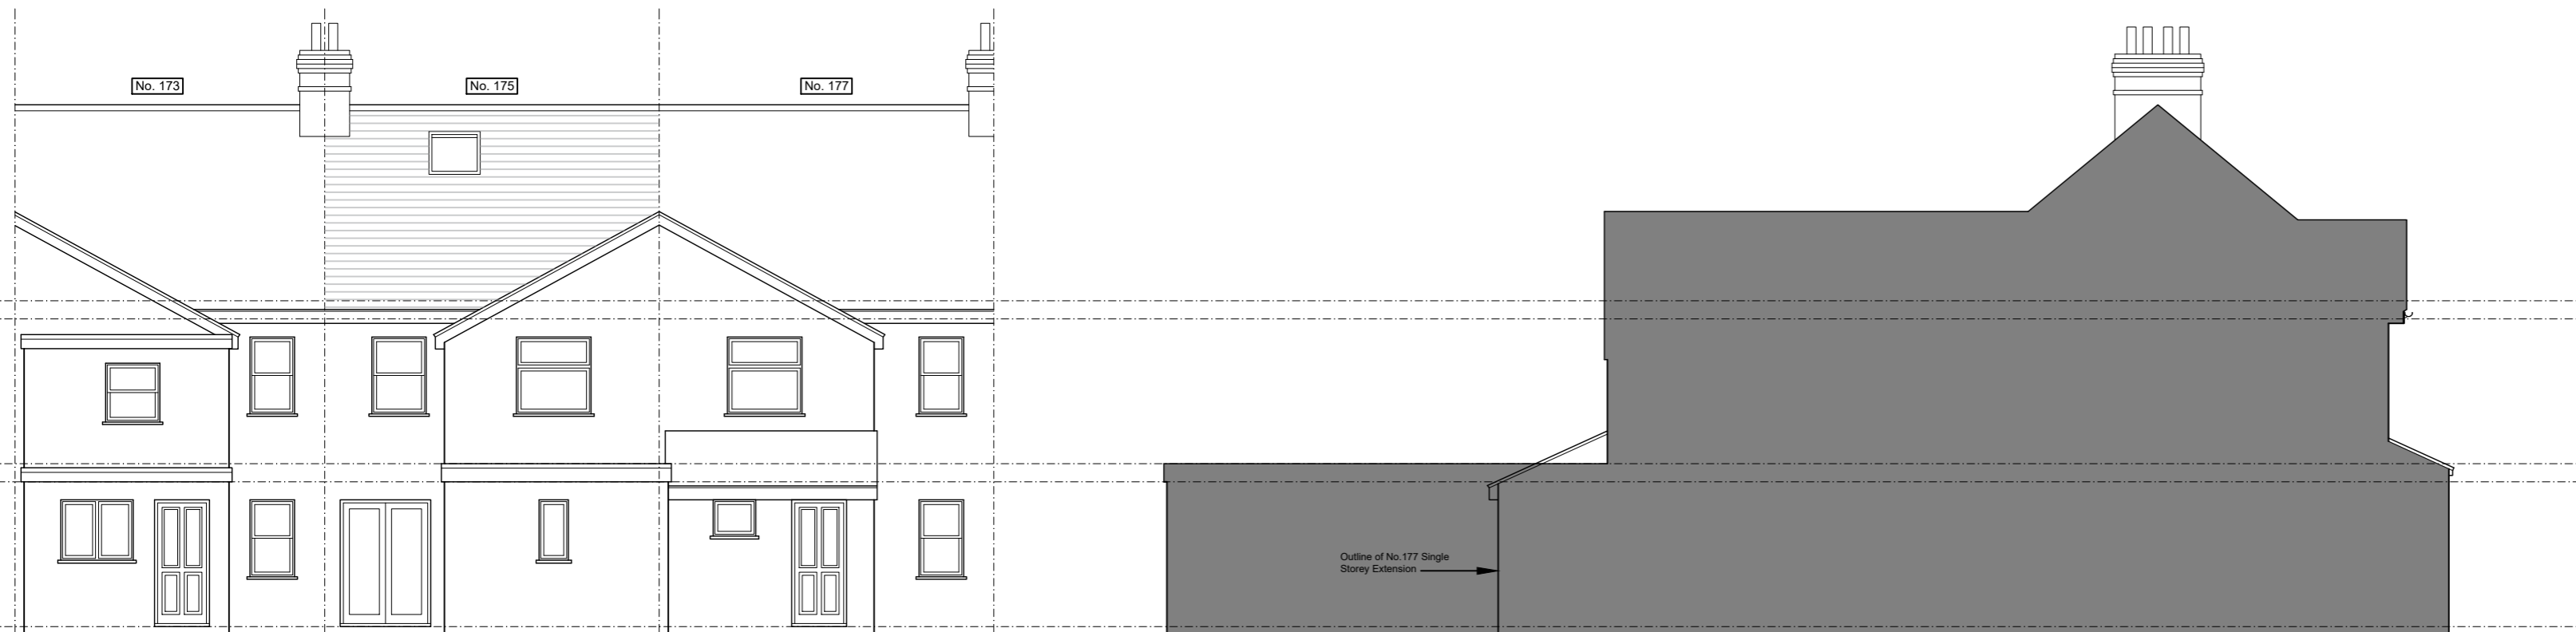 No. 173
No. 175
No. 177
Outline of No.177 Single
Storey Extension